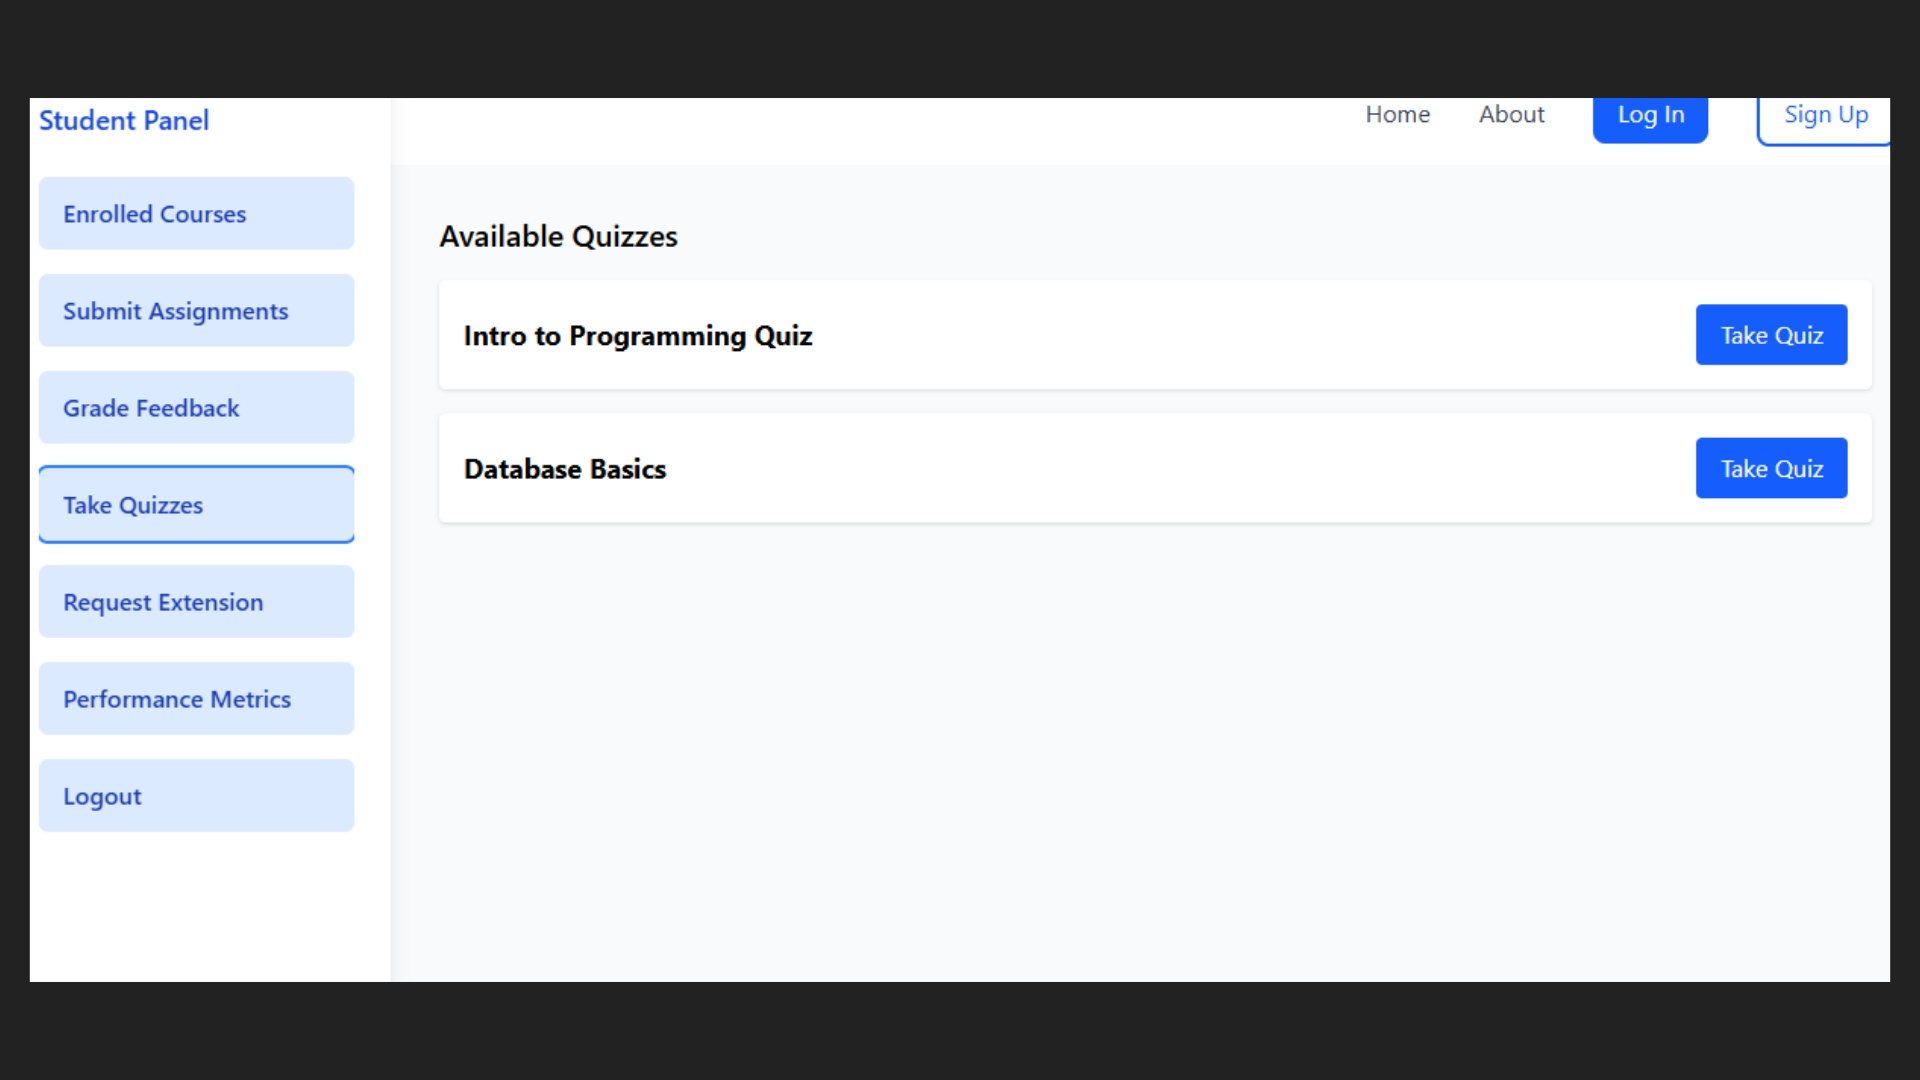 Student Panel
Home About Log In Sign Up
Enrolled Courses
Submit Assignments
Grade Feedback
Take Quizzes
Request Extension
Performance Metrics
Logout
Available Quizzes
Intro to Programming Quiz Take Quiz
Database Basics Take Quiz